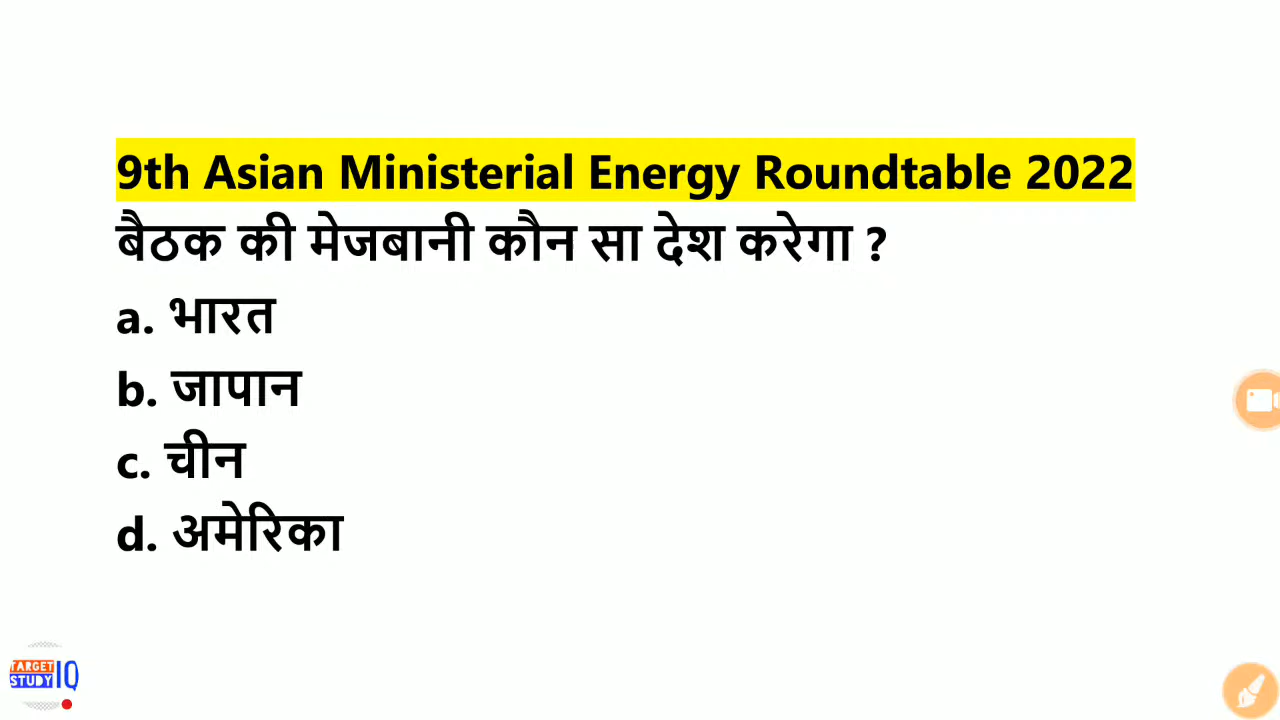 9th Asian Ministerial Energy Roundtable 2022
बैठक की मेजबानी कौन सा देश करेगा ?
a. भारत
b. जापान
c. चीन
d. अमेरिका
TARGET
STUDY IQ